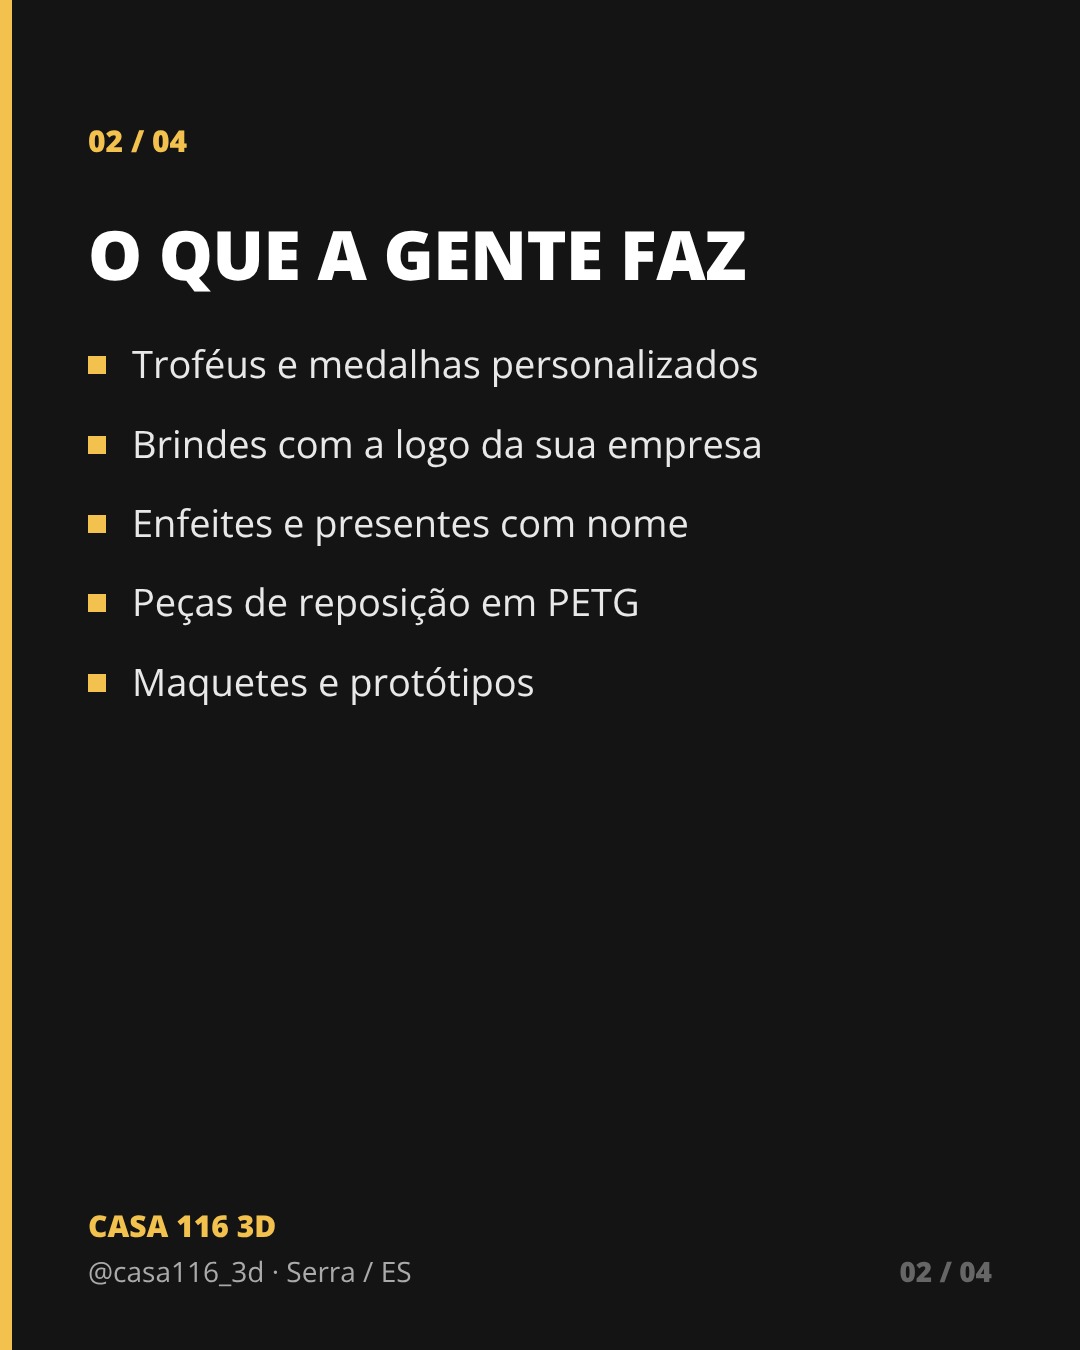 02 / 04
O QUE A GENTE FAZ
Troféus e medalhas personalizados
Brindes com a logo da sua empresa
Enfeites e presentes com nome
Peças de reposição em PETG
Maquetes e protótipos
CASA 116 3D
@casa116_3d · Serra / ES
02 / 04